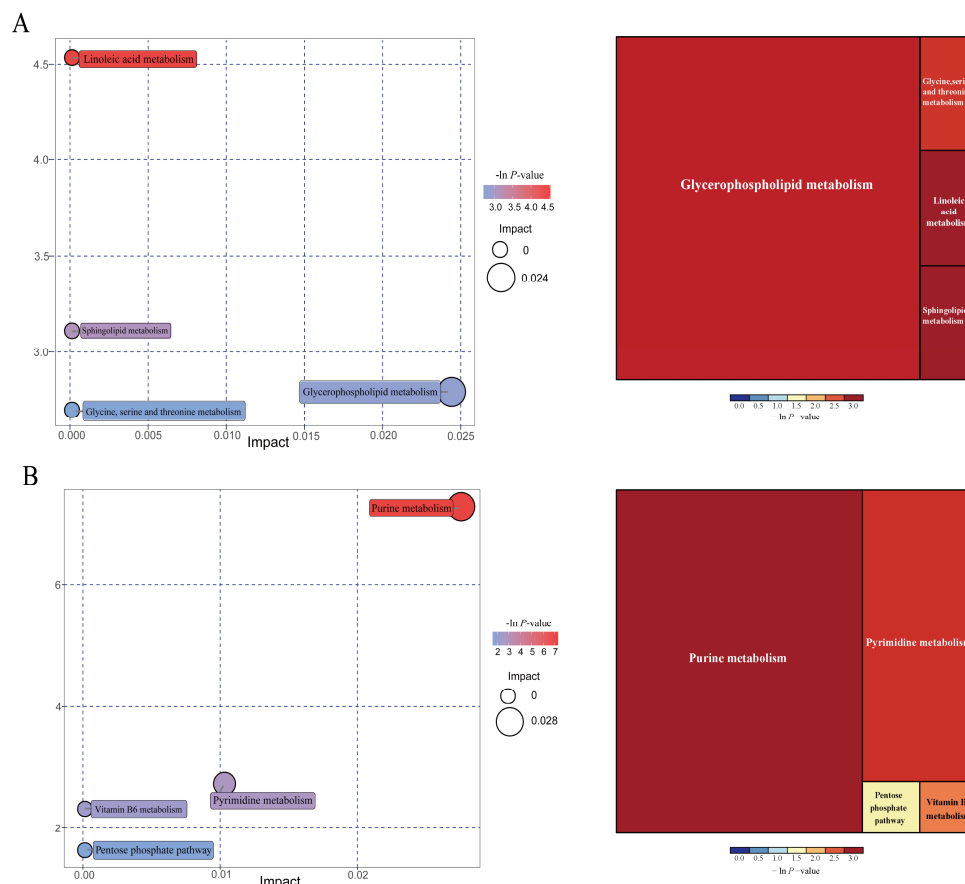 A
4.5
4.0
3.5
3.0
Linoleic acid metabolism
Sphingolipid metabolism
Glycerophospholipid metabolism
Glycine, serine and threonine metabolism
0.000 0.005 0.010 0.015 0.020 0.025
Impact
-ln P-value
3.0 3.5 4.0 4.5
Impact
0
0.024
Glycerophospholipid metabolism
Glycine,seri
and threonin
metabolism
Linoleic
acid
metabolism
Sphingolipid
metabolism
0.0 0.5 1.0 1.5 2.0 2.5 3.0
− ln P−value
B
6
4
2
Purine metabolism
Pyrimidine metabolism
Vitamin B6 metabolism
Pentose phosphate pathway
0.00 0.01 0.02
Impact
-ln P-value
2 3 4 5 6 7
Impact
0
0.028
Purine metabolism
Pyrimidine metabolism
Pentose
phosphate
pathway
Vitamin B
metabolism
0.0 0.5 1.0 1.5 2.0 2.5 3.0
− ln P−value